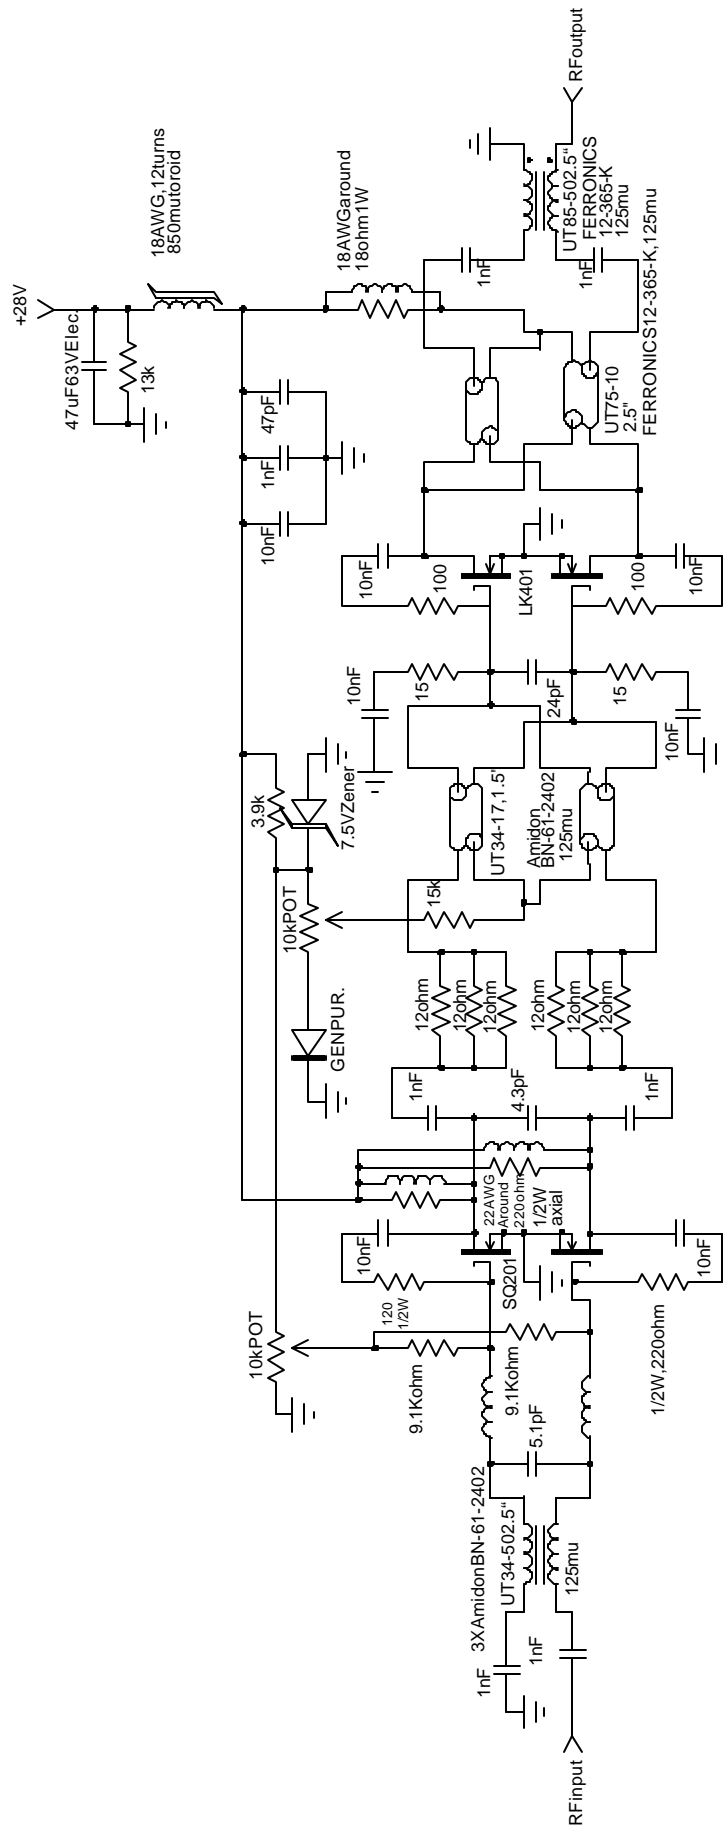 +28V
47uF63VElec.
13k
18AWG,12turns
850mutoroid
10nF
1nF
47pF
18AWGaround
18ohm1W
RFoutput
UT85-502.5"
FERRONICS
12-365-K
125mu
1nF
1nF
UT75-10
2.5"
FERRONICS12-365-K,125mu
10nF
100
LK401
100
10nF
10nF
15
24pF
15
10nF
3.9k
7.5VZener
10kPOT
GENPUR.
15k
UT34-17,1.5"
Amidon
BN-61-2402
125mu
12ohm
12ohm
12ohm
12ohm
12ohm
12ohm
1nF
4.3pF
1nF
22AWG
Around
220ohm
1/2W
axial
10nF
SQ201
10nF
120
1/2W
1/2W,220ohm
10kPOT
9.1Kohm
9.1Kohm
5.1pF
3XAmidonBN-61-2402
UT34-502.5"
125mu
1nF
1nF
RFinput